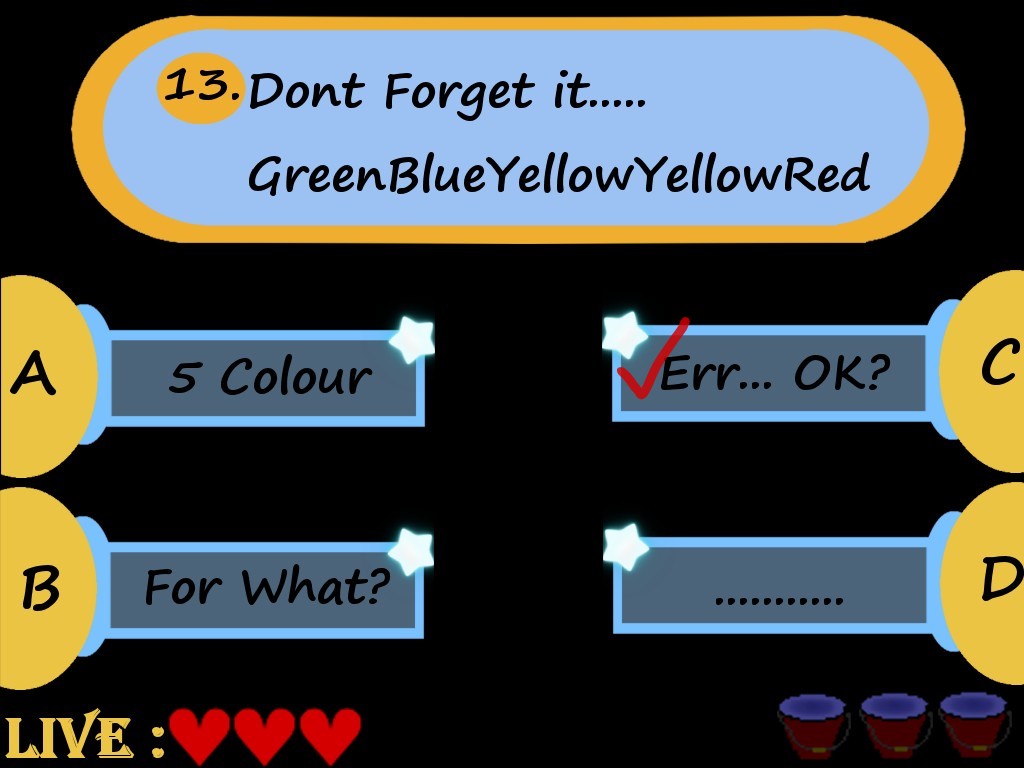 13. Dont Forget it.....
GreenBlueYellowYellowRed
A
5 Colour
C
Err... OK?
B
For What?
D
...........
LIVE :